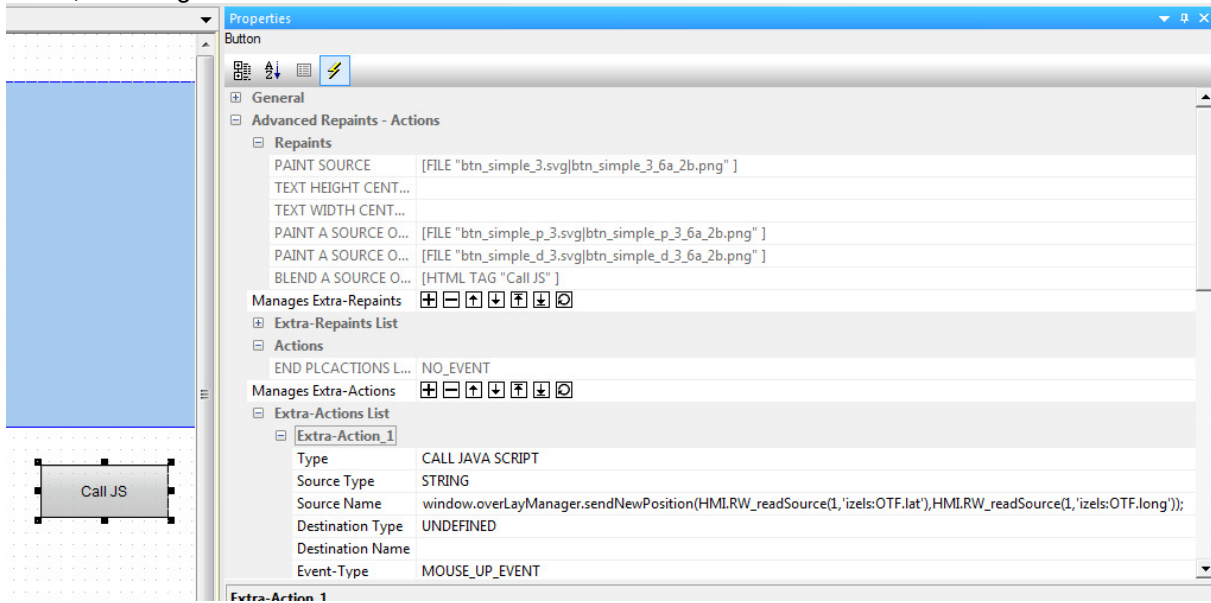 Properties
Button
General
Advanced Repaints - Actions
Repaints
PAINT SOURCE [FILE "btn_simple_3.svg|btn_simple_3_6a_2b.png" ]
TEXT HEIGHT CENT...
TEXT WIDTH CENT...
PAINT A SOURCE O... [FILE "btn_simple_p_3.svg|btn_simple_p_3_6a_2b.png" ]
PAINT A SOURCE O... [FILE "btn_simple_d_3.svg|btn_simple_d_3_6a_2b.png" ]
BLEND A SOURCE O... [HTML TAG "Call JS" ]
Manages Extra-Repaints
Extra-Repaints List
Actions
END PLCACTIONS L... NO_EVENT
Manages Extra-Actions
Extra-Actions List
Extra-Action_1
Type CALL JAVA SCRIPT
Source Type STRING
Source Name window.overLayManager.sendNewPosition(HMI.RW_readSource(1,'izels:OTF.lat'),HMI.RW_readSource(1,'izels:OTF.long'));
Destination Type UNDEFINED
Destination Name
Event-Type MOUSE_UP_EVENT
Extra-Action_1
Call JS